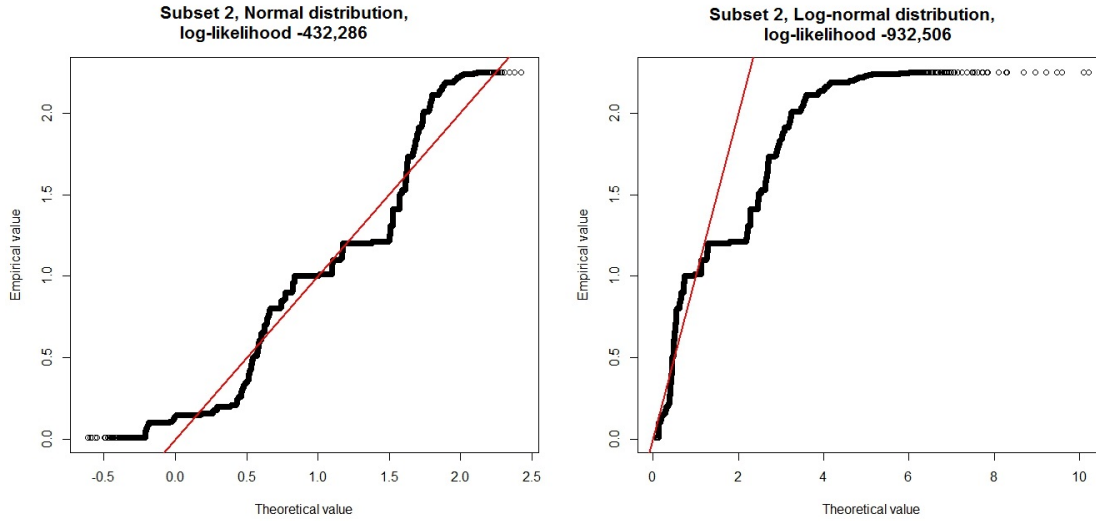 Subset 2, Normal distribution,
log-likelihood -432,286
Empirical value
2.0
1.5
1.0
0.5
0.0
-0.5 0.0 0.5 1.0 1.5 2.0 2.5
Theoretical value
Subset 2, Log-normal distribution,
log-likelihood -932,506
Empirical value
2.0
1.5
1.0
0.5
0.0
0 2 4 6 8 10
Theoretical value